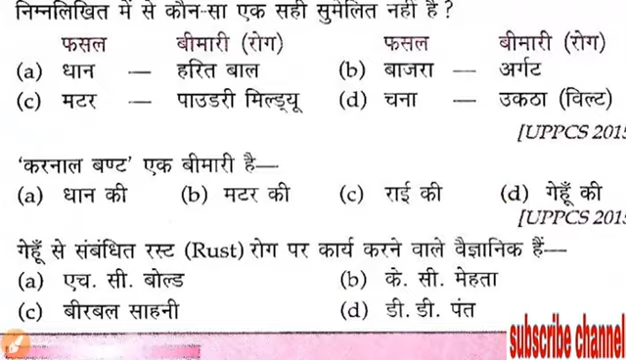 निम्नलिखित में से कौन-सा एक सही सुमेलित नहीं है?
फसल बीमारी (रोग) फसल बीमारी (रोग)
(a) धान — हरित बाल (b) बाजरा — अर्गट
(c) मटर — पाउडरी मिल्ड्यू (d) चना — उकठा (विल्ट)
[UPPCS 2015
‘करनाल बण्ट’ एक बीमारी है—
(a) धान की (b) मटर की (c) राई की (d) गेहूँ की
[UPPCS 2015
गेहूँ से संबंधित रस्ट (Rust) रोग पर कार्य करने वाले वैज्ञानिक हैं—
(a) एच. सी. बोल्ड (b) के. सी. मेहता
(c) बीरबल साहनी (d) डी. डी. पंत
subscribe channel